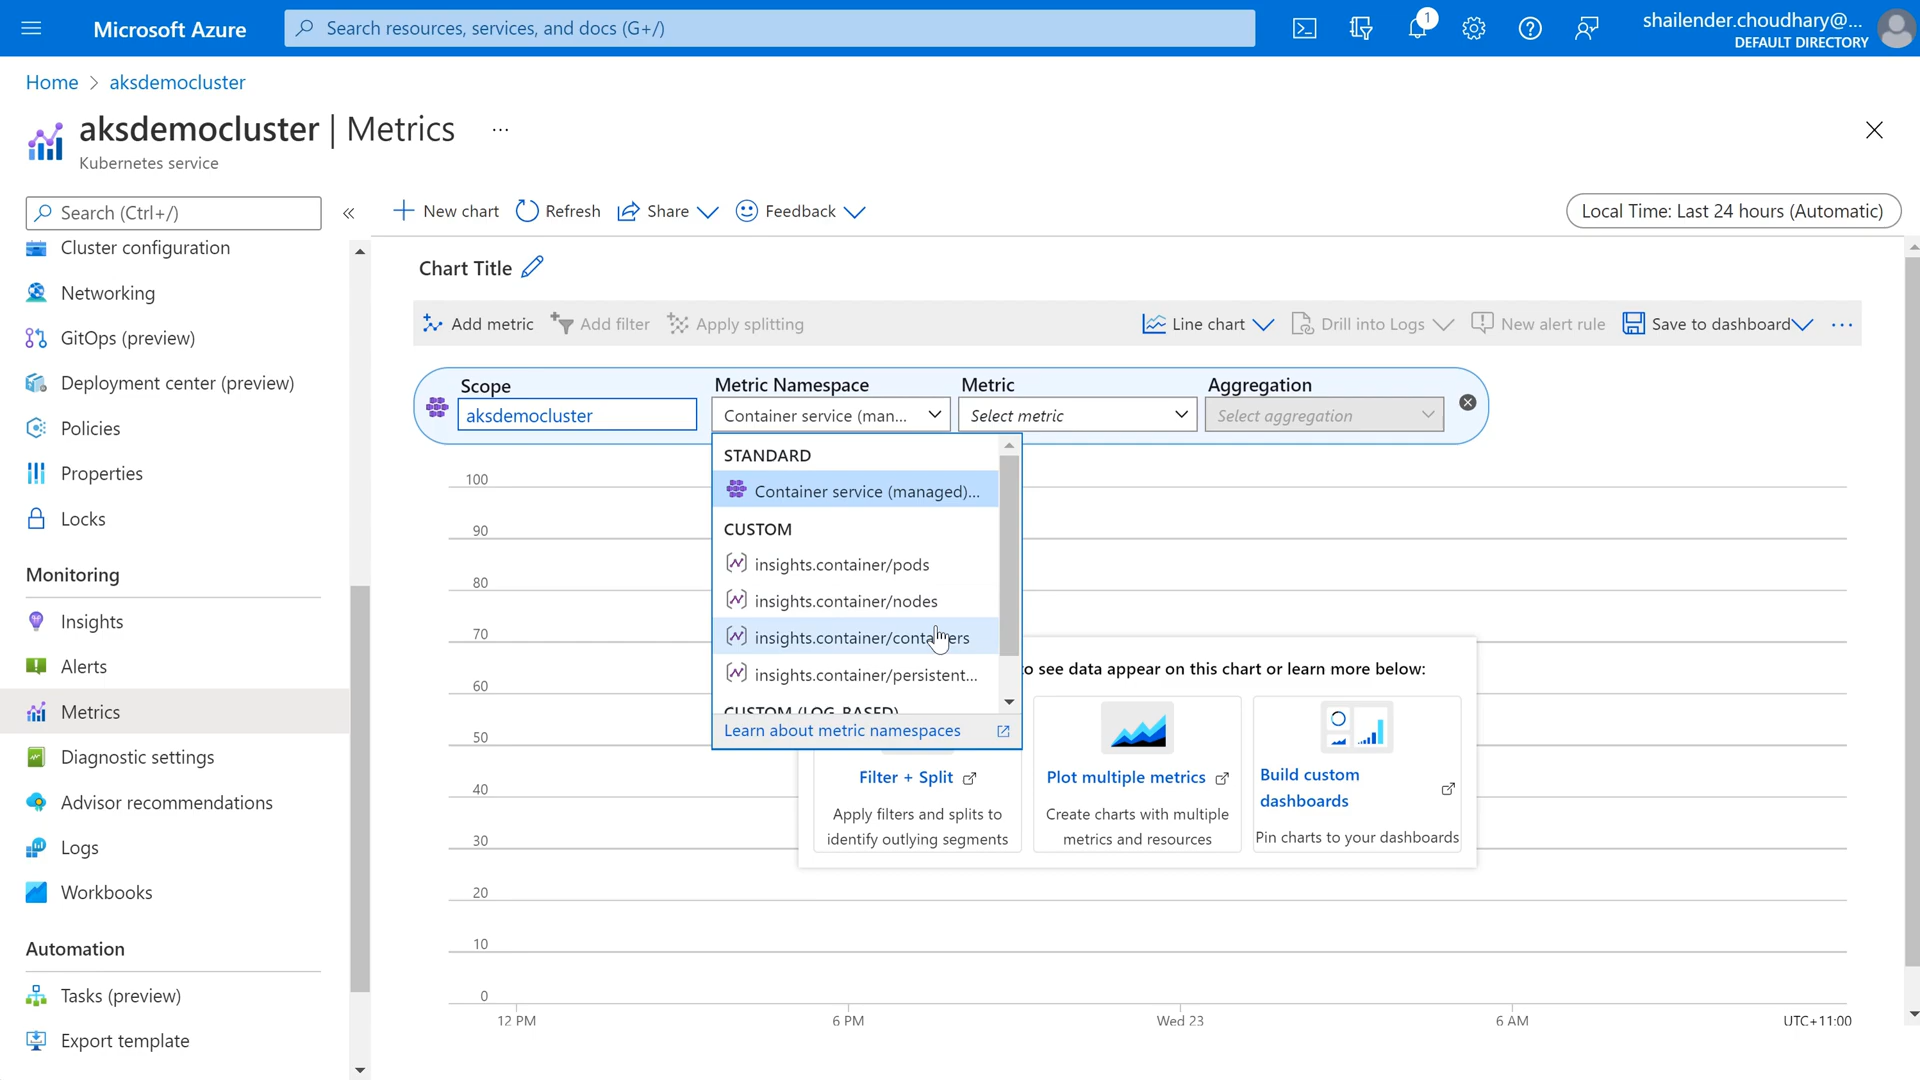 Microsoft Azure
Search resources, services, and docs (G+/)
1
shailender.choudhary@...
DEFAULT DIRECTORY
Home > aksdemocluster
aksdemocluster | Metrics ...
Kubernetes service
Search (Ctrl+/)
«
New chart
Refresh
Share
Feedback
Local Time: Last 24 hours (Automatic)
Cluster configuration
Networking
GitOps (preview)
Deployment center (preview)
Policies
Properties
Locks
Monitoring
Insights
Alerts
Metrics
Diagnostic settings
Advisor recommendations
Logs
Workbooks
Automation
Tasks (preview)
Export template
Chart Title
Add metric
Add filter
Apply splitting
Line chart
Drill into Logs
New alert rule
Save to dashboard
...
Scope
aksdemocluster
Metric Namespace
Container service (man...
Metric
Select metric
Aggregation
Select aggregation
STANDARD
Container service (managed)...
CUSTOM
insights.container/pods
insights.container/nodes
insights.container/containers
insights.container/persistent...
CUSTOM (LOG-BASED)
Learn about metric namespaces
to see data appear on this chart or learn more below:
Filter + Split
Apply filters and splits to
identify outlying segments
Plot multiple metrics
Create charts with multiple
metrics and resources
Build custom
dashboards
Pin charts to your dashboards
100
90
80
70
60
50
40
30
20
10
0
12 PM
6 PM
Wed 23
6 AM
UTC+11:00